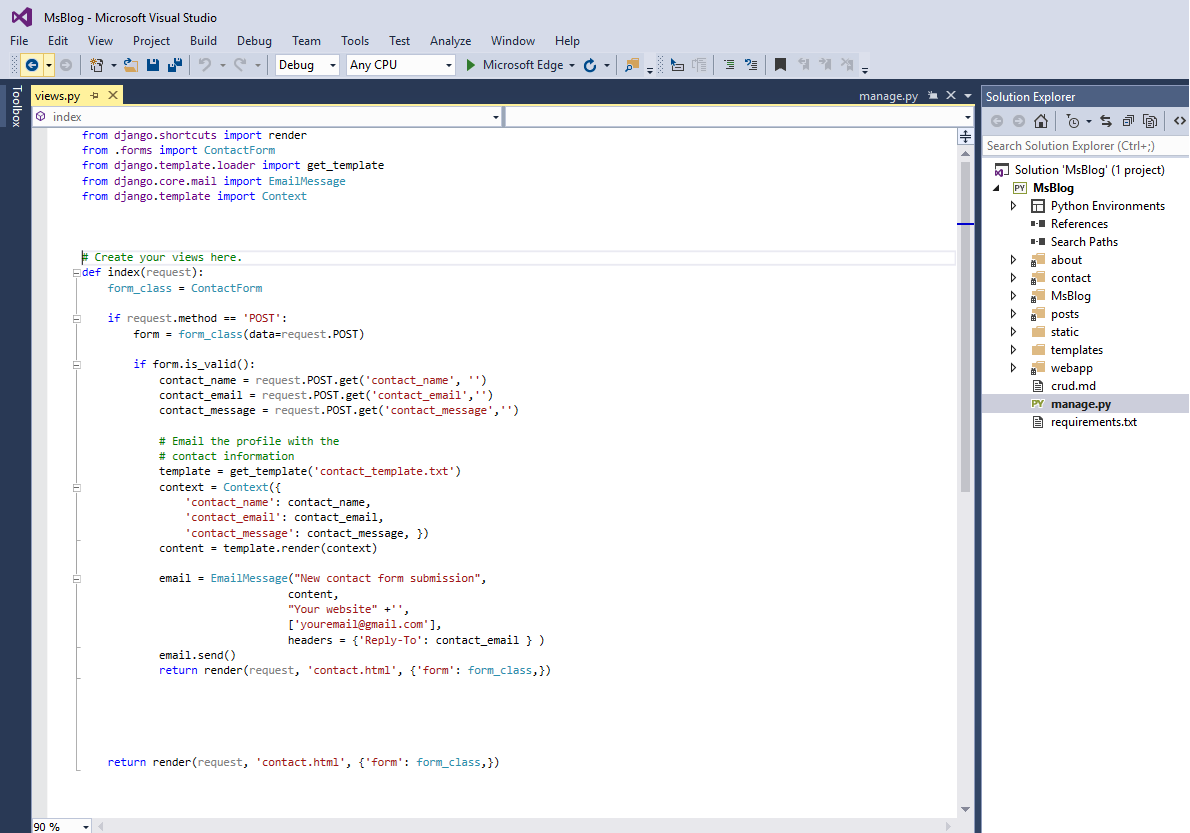 MsBlog - Microsoft Visual Studio
File Edit View Project Build Debug Team Tools Test Analyze Window Help
Debug Any CPU Microsoft Edge
Toolbox
views.py
manage.py
index
from django.shortcuts import render
from .forms import ContactForm
from django.template.loader import get_template
from django.core.mail import EmailMessage
from django.template import Context
# Create your views here.
def index(request):
form_class = ContactForm
if request.method == 'POST':
form = form_class(data=request.POST)
if form.is_valid():
contact_name = request.POST.get('contact_name', '')
contact_email = request.POST.get('contact_email','')
contact_message = request.POST.get('contact_message','')
# Email the profile with the
# contact information
template = get_template('contact_template.txt')
context = Context({
'contact_name': contact_name,
'contact_email': contact_email,
'contact_message': contact_message, })
content = template.render(context)
email = EmailMessage("New contact form submission",
content,
"Your website" +'',
['youremail@gmail.com'],
headers = {'Reply-To': contact_email } )
email.send()
return render(request, 'contact.html', {'form': form_class,})
return render(request, 'contact.html', {'form': form_class,})
90 %
Solution Explorer
Search Solution Explorer (Ctrl+;)
Solution 'MsBlog' (1 project)
PY MsBlog
Python Environments
References
Search Paths
about
contact
MsBlog
posts
static
templates
webapp
crud.md
PY manage.py
requirements.txt